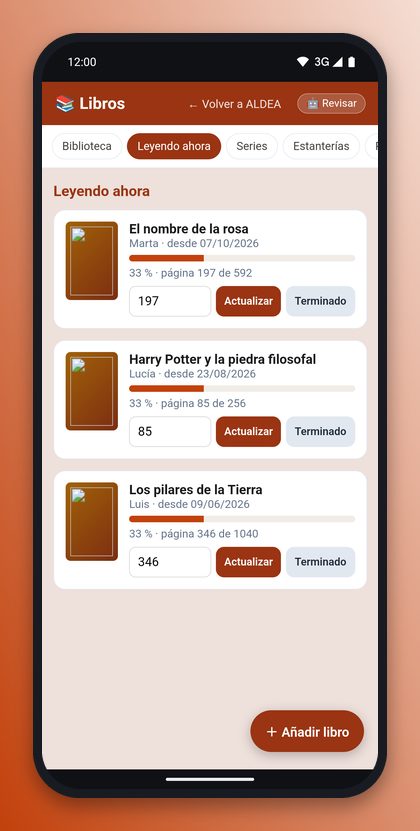 12:00
3G
📚 Libros
← Volver a ALDEA
🤖 Revisar
Biblioteca
Leyendo ahora
Series
Estanterías
Leyendo ahora
El nombre de la rosa
Marta · desde 07/10/2026
33 % · página 197 de 592
197
Actualizar
Terminado
Harry Potter y la piedra filosofal
Lucía · desde 23/08/2026
33 % · página 85 de 256
85
Actualizar
Terminado
Los pilares de la Tierra
Luis · desde 09/06/2026
33 % · página 346 de 1040
346
Actualizar
Terminado
+ Añadir libro